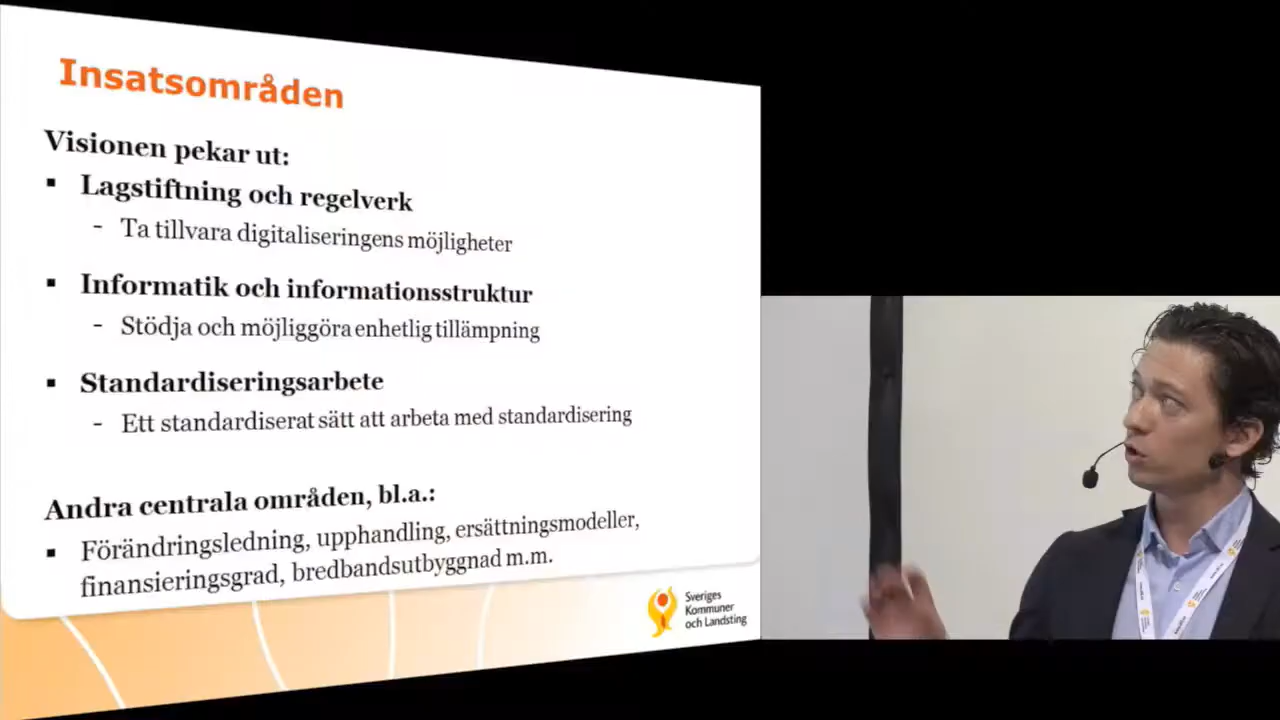 Insatsområden
Visionen pekar ut:
▪ Lagstiftning och regelverk
- Ta tillvara digitaliseringens möjligheter
▪ Informatik och informationsstruktur
- Stödja och möjliggöra enhetlig tillämpning
▪ Standardiseringsarbete
- Ett standardiserat sätt att arbeta med standardisering
Andra centrala områden, bl.a.:
▪ Förändringsledning, upphandling, ersättningsmodeller,
finansieringsgrad, bredbandsutbyggnad m.m.
Sveriges
Kommuner
och Landsting